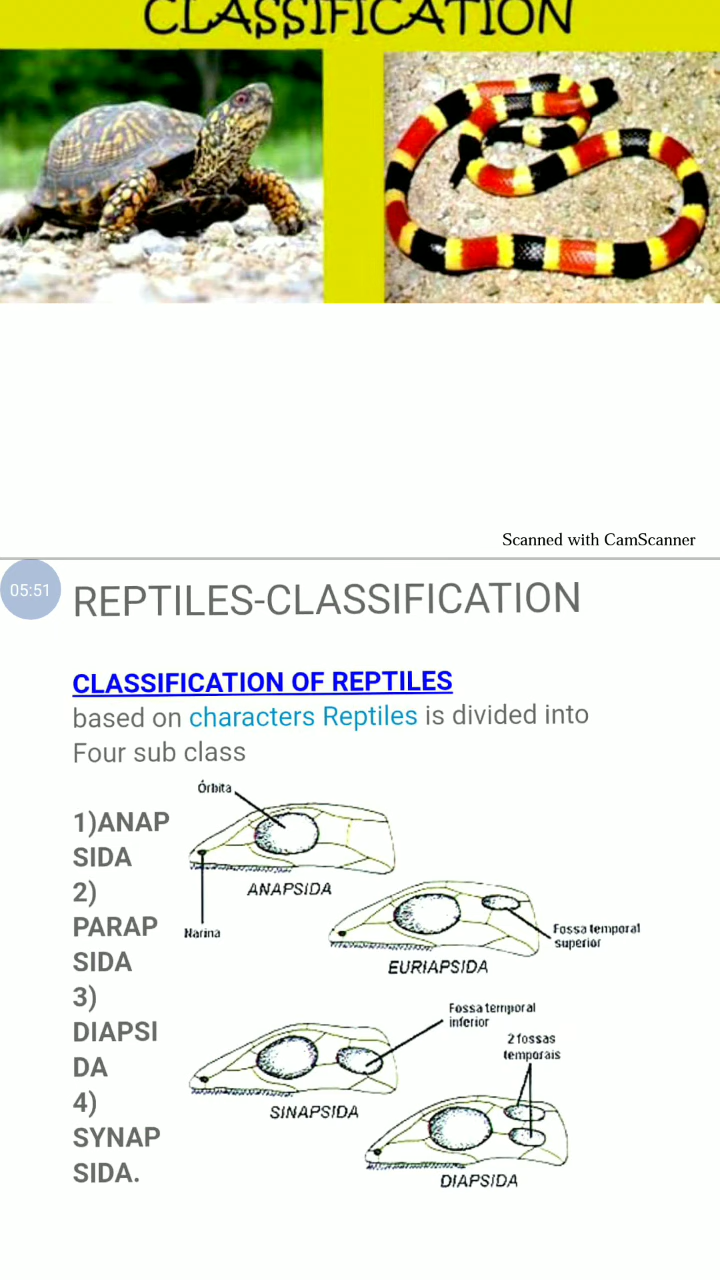 CLASSIFICATION
Scanned with CamScanner
05:51
REPTILES-CLASSIFICATION
CLASSIFICATION OF REPTILES
based on characters Reptiles is divided into
Four sub class
1)ANAP
SIDA
2)
PARAP
SIDA
3)
DIAPSI
DA
4)
SYNAP
SIDA.
Órbita
ANAPSIDA
Narina
Fossa temporal
superior
EURIAPSIDA
Fossa temporal
inferior
2 fossas
temporais
SINAPSIDA
DIAPSIDA